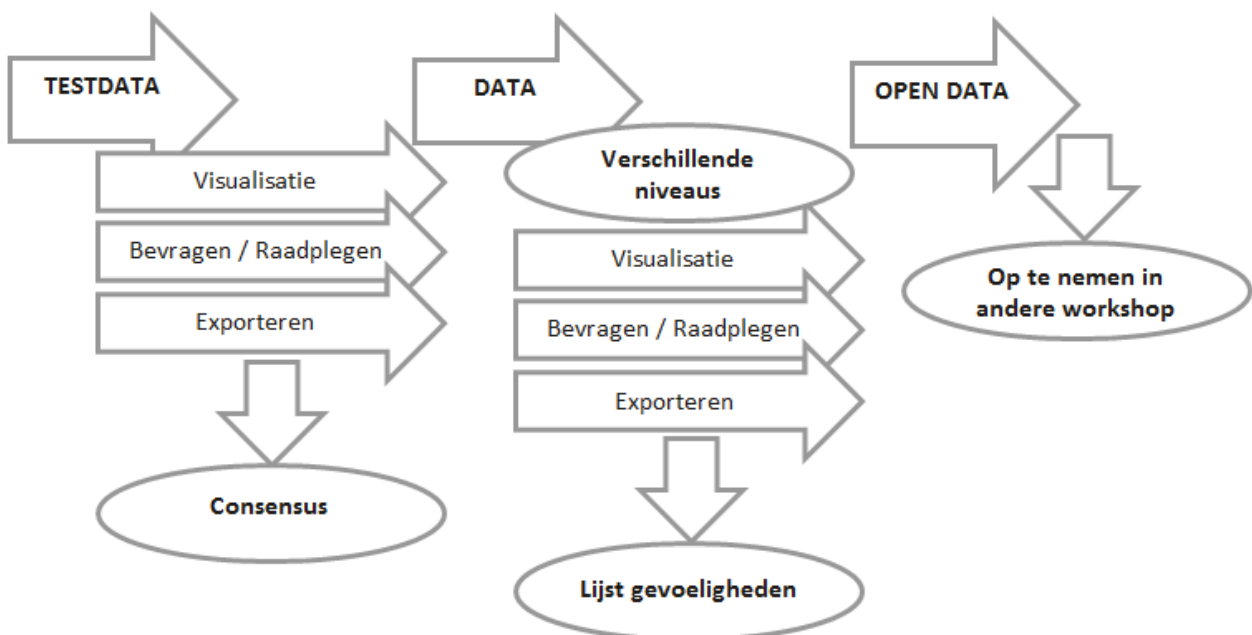 TESTDATA
Visualisatie
Bevragen / Raadplegen
Exporteren
Consensus
DATA
Verschillende
niveaus
Visualisatie
Bevragen / Raadplegen
Exporteren
Lijst gevoeligheden
OPEN DATA
Op te nemen in
andere workshop